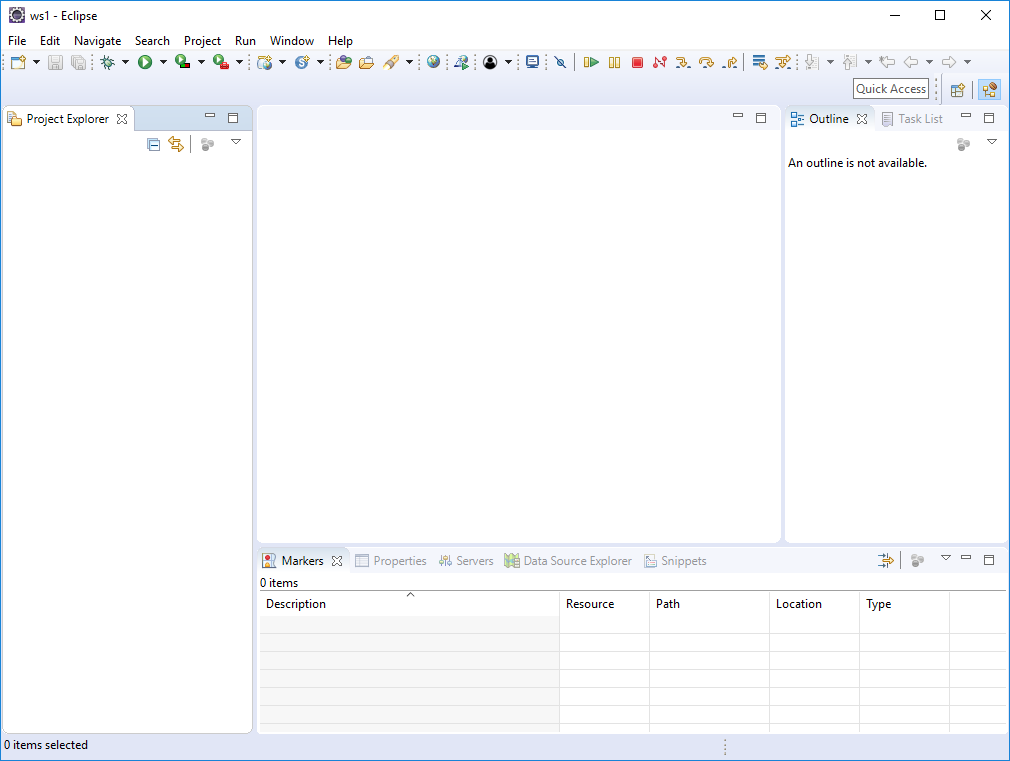 ws1 - Eclipse
File Edit Navigate Search Project Run Window Help
Quick Access
Project Explorer
Outline Task List
An outline is not available.
Markers Properties Servers Data Source Explorer Snippets
0 items
Description Resource Path Location Type
0 items selected